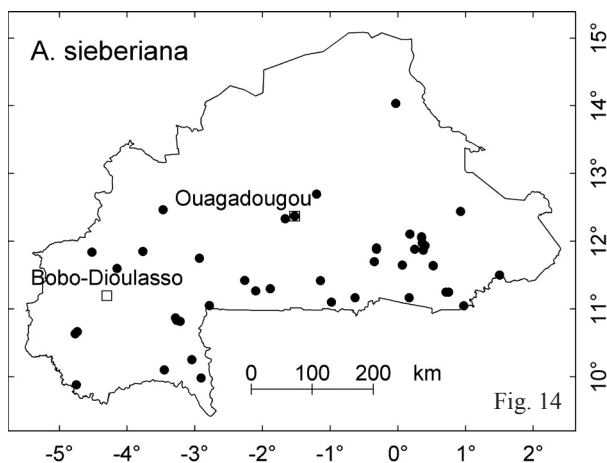 A. sieberiana
Ouagadougou
Bobo-Dioulasso
0 100 200 km
Fig. 14
15°
14°
13°
12°
11°
10°
-5° -4° -3° -2° -1° 0° 1° 2°